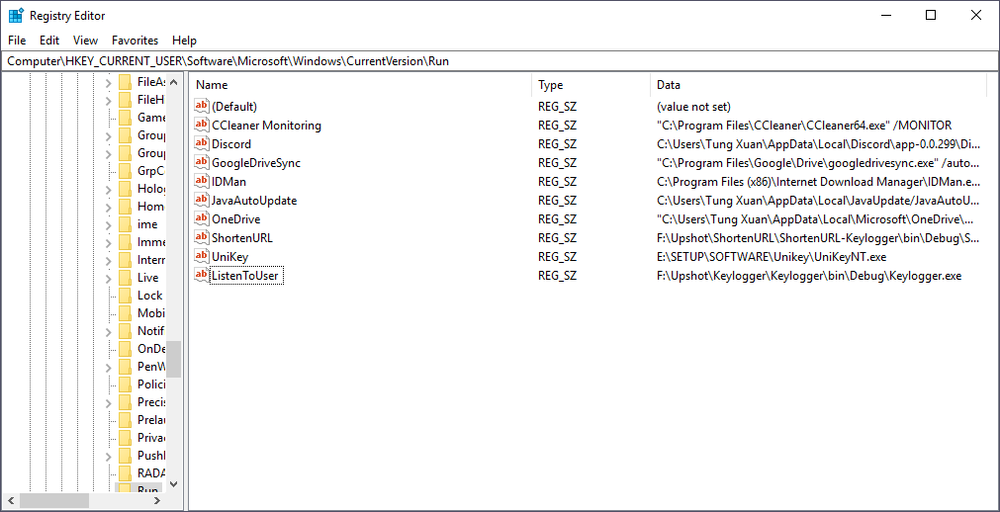 Registry Editor
File Edit View Favorites Help
Computer\HKEY_CURRENT_USER\Software\Microsoft\Windows\CurrentVersion\Run
FileAs
FileH
Game
Group
Group
GrpCo
Holog
Hom
ime
Imme
Intern
Live
Lock
Mobi
Notif
OnDe
PenW
Polici
Precis
Prelau
Privac
PushN
RADA
Run
Name Type Data
(Default) REG_SZ (value not set)
CCleaner Monitoring REG_SZ "C:\Program Files\CCleaner\CCleaner64.exe" /MONITOR
Discord REG_SZ C:\Users\Tung Xuan\AppData\Local\Discord\app-0.0.299\Di...
GoogleDriveSync REG_SZ "C:\Program Files\Google\Drive\googledrivesync.exe" /auto...
IDMan REG_SZ C:\Program Files (x86)\Internet Download Manager\IDMan.e...
JavaAutoUpdate REG_SZ C:\Users\Tung Xuan\AppData\Local\JavaUpdate/JavaAutoU...
OneDrive REG_SZ "C:\Users\Tung Xuan\AppData\Local\Microsoft\OneDrive\...
ShortenURL REG_SZ F:\Upshot\ShortenURL\ShortenURL-Keylogger\bin\Debug\S...
UniKey REG_SZ E:\SETUP\SOFTWARE\Unikey\UniKeyNT.exe
ListenToUser REG_SZ F:\Upshot\Keylogger\Keylogger\bin\Debug\Keylogger.exe